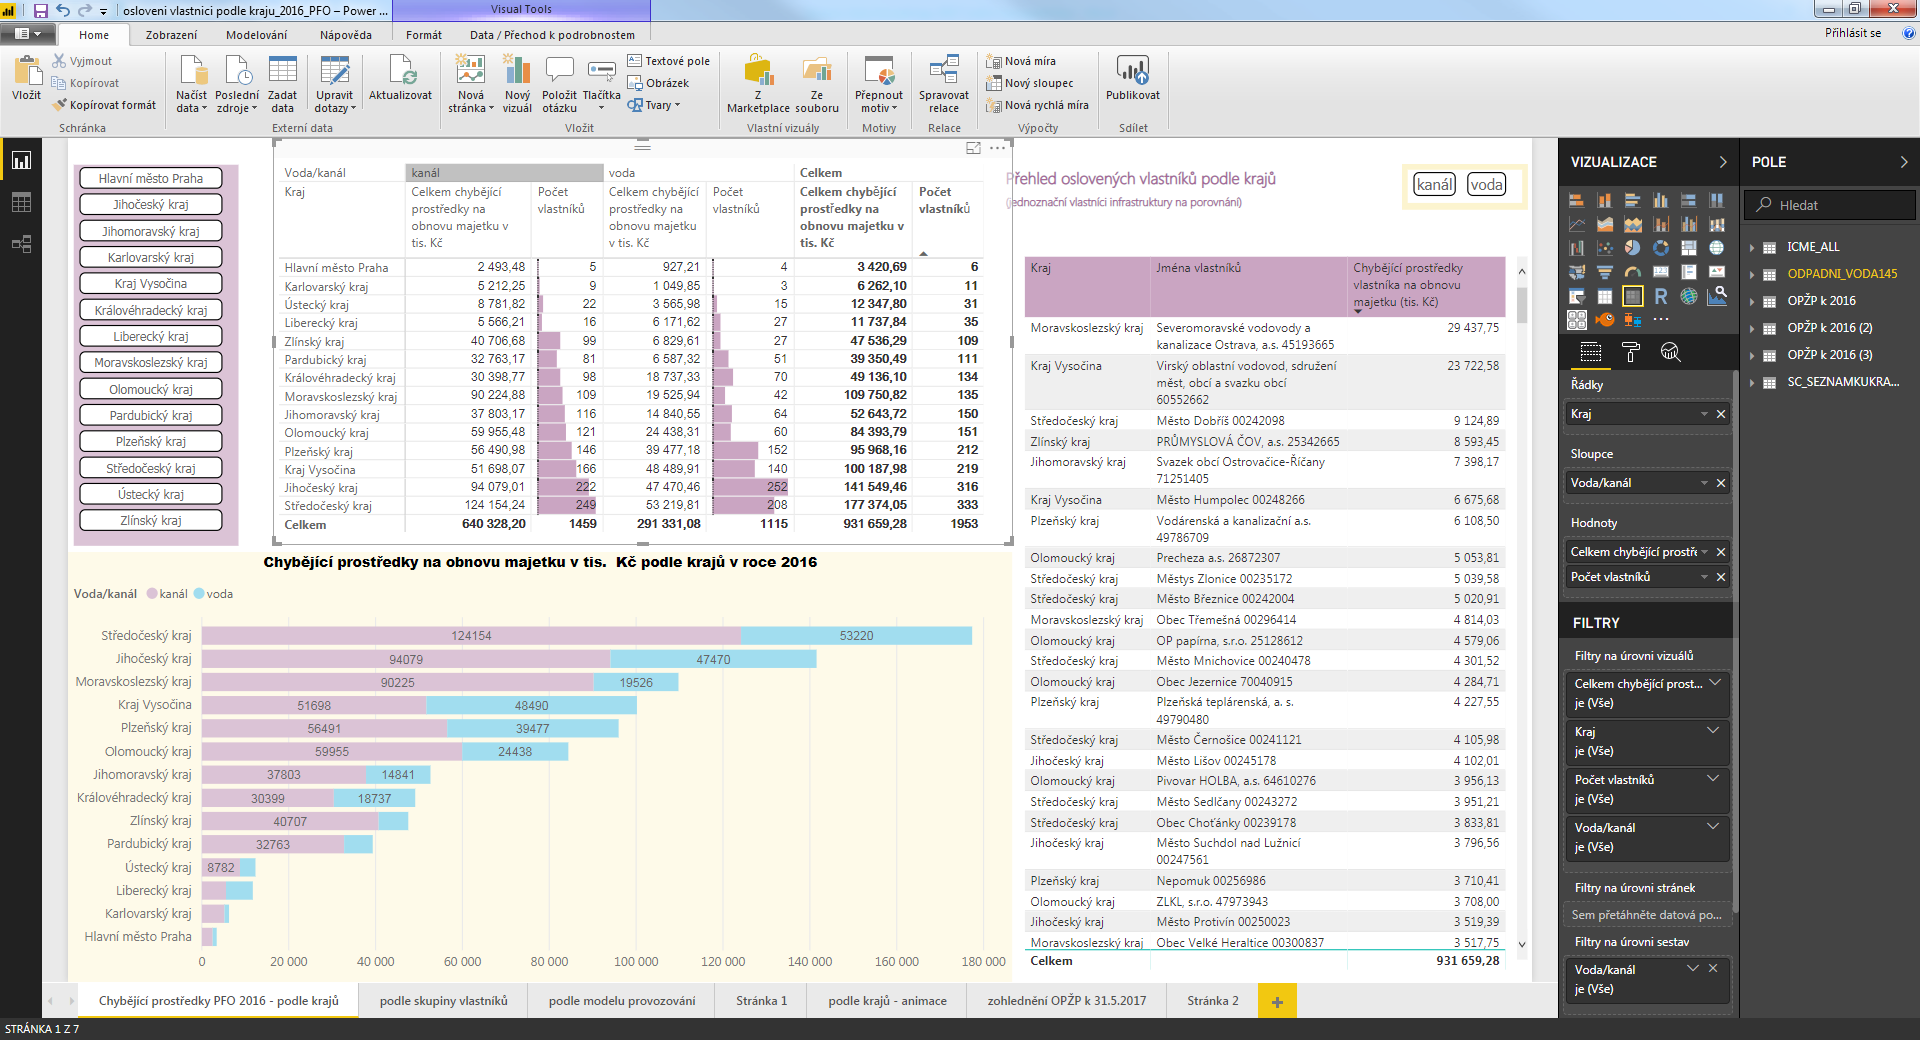 osloveni vlastnici podle kraju_2016_PFO – Power ...
Visual Tools
Home
Zobrazení
Modelování
Nápověda
Formát
Data / Přechod k podrobnostem
Přihlásit se
Vložit
Vyjmout
Kopírovat
Kopírovat formát
Schránka
Načíst data
Poslední zdroje
Zadat data
Upravit dotazy
Aktualizovat
Externí data
Nová stránka
Nový vizuál
Položit otázku
Tlačítka
Textové pole
Obrázek
Tvary
Vložit
Z Marketplace
Ze souboru
Vlastní vizuály
Přepnout motiv
Motivy
Spravovat relace
Relace
Nová míra
Nový sloupec
Nová rychlá míra
Výpočty
Publikovat
Sdílet
Hlavní město Praha
Jihočeský kraj
Jihomoravský kraj
Karlovarský kraj
Kraj Vysočina
Královéhradecký kraj
Liberecký kraj
Moravskoslezský kraj
Olomoucký kraj
Pardubický kraj
Plzeňský kraj
Středočeský kraj
Ústecký kraj
Zlínský kraj
Voda/kanál kanál voda Celkem
Kraj Celkem chybějící prostředky na obnovu majetku v tis. Kč Počet vlastníků Celkem chybějící prostředky na obnovu majetku v tis. Kč Počet vlastníků Celkem chybějící prostředky na obnovu majetku v tis. Kč Počet vlastníků
Hlavní město Praha 2 493,48 5 927,21 4 3 420,69 6
Karlovarský kraj 5 212,25 9 1 049,85 3 6 262,10 11
Ústecký kraj 8 781,82 22 3 565,98 15 12 347,80 31
Liberecký kraj 5 566,21 16 6 171,62 27 11 737,84 35
Zlínský kraj 40 706,68 99 6 829,61 27 47 536,29 109
Pardubický kraj 32 763,17 81 6 587,32 51 39 350,49 111
Královéhradecký kraj 30 398,77 98 18 737,33 70 49 136,10 134
Moravskoslezský kraj 90 224,88 109 19 525,94 42 109 750,82 135
Jihomoravský kraj 37 803,17 116 14 840,55 64 52 643,72 150
Olomoucký kraj 59 955,48 121 24 438,31 60 84 393,79 151
Plzeňský kraj 56 490,98 146 39 477,18 152 95 968,16 212
Kraj Vysočina 51 698,07 166 48 489,91 140 100 187,98 219
Jihočeský kraj 94 079,01 222 47 470,46 252 141 549,46 316
Středočeský kraj 124 154,24 249 53 219,81 208 177 374,05 333
Celkem 640 328,20 1459 291 331,08 1115 931 659,28 1953
Chybějící prostředky na obnovu majetku v tis. Kč podle krajů v roce 2016
Voda/kanál kanál voda
Středočeský kraj 124154 53220
Jihočeský kraj 94079 47470
Moravskoslezský kraj 90225 19526
Kraj Vysočina 51698 48490
Plzeňský kraj 56491 39477
Olomoucký kraj 59955 24438
Jihomoravský kraj 37803 14841
Královéhradecký kraj 30399 18737
Zlínský kraj 40707
Pardubický kraj 32763
Ústecký kraj 8782
Liberecký kraj
Karlovarský kraj
Hlavní město Praha
0 20 000 40 000 60 000 80 000 100 000 120 000 140 000 160 000 180 000
Přehled oslovených vlastníků podle krajů
(jednoznační vlastníci infrastruktury na porovnání)
kanál voda
Kraj Jména vlastníků Chybějící prostředky vlastníka na obnovu majetku (tis. Kč)
Moravskoslezský kraj Severomoravské vodovody a kanalizace Ostrava, a.s. 45193665 29 437,75
Kraj Vysočina Vírský oblastní vodovod, sdružení měst, obcí a svazku obcí 60552662 23 722,58
Středočeský kraj Město Dobříš 00242098 9 124,89
Zlínský kraj PRŮMYSLOVÁ ČOV, a.s. 25342665 8 593,45
Jihomoravský kraj Svazek obcí Ostrovačice-Říčany 71251405 7 398,17
Kraj Vysočina Město Humpolec 00248266 6 675,68
Plzeňský kraj Vodárenská a kanalizační a.s. 49786709 6 108,50
Olomoucký kraj Precheza a.s. 26872307 5 053,81
Středočeský kraj Městys Zlonice 00235172 5 039,58
Středočeský kraj Město Březnice 00242004 5 020,91
Moravskoslezský kraj Obec Třemešná 00296414 4 814,03
Olomoucký kraj OP papírna, s.r.o. 25128612 4 579,06
Středočeský kraj Město Mnichovice 00240478 4 301,52
Olomoucký kraj Obec Jezernice 70040915 4 284,71
Plzeňský kraj Plzeňská teplárenská, a. s. 49790480 4 227,55
Středočeský kraj Město Černošice 00241121 4 105,98
Jihočeský kraj Město Lišov 00245178 4 102,01
Olomoucký kraj Pivovar HOLBA, a.s. 64610276 3 956,13
Středočeský kraj Město Sedlčany 00243272 3 951,21
Středočeský kraj Obec Choťánky 00239178 3 833,81
Jihočeský kraj Město Suchdol nad Lužnicí 00247561 3 796,56
Plzeňský kraj Nepomuk 00256986 3 710,41
Olomoucký kraj ZLKL, s.r.o. 47973943 3 708,00
Jihočeský kraj Město Protivín 00250023 3 519,39
Moravskoslezský kraj Obec Velké Heraltice 00300837 3 517,75
Celkem 931 659,28
VIZUALIZACE
R
123
Řádky
Kraj
Sloupce
Voda/kanál
Hodnoty
Celkem chybějící prostře
Počet vlastníků
FILTRY
Filtry na úrovni vizuálů
Celkem chybějící prost...
je (Vše)
Kraj
je (Vše)
Počet vlastníků
je (Vše)
Voda/kanál
je (Vše)
Filtry na úrovni stránek
Sem přetáhněte datová po...
Filtry na úrovni sestav
Voda/kanál
je (Vše)
POLE
Hledat
ICME_ALL
ODPADNI_VODA145
OPŽP k 2016
OPŽP k 2016 (2)
OPŽP k 2016 (3)
SC_SEZNAMKUKRA...
Chybějící prostředky PFO 2016 - podle krajů
podle skupiny vlastníků
podle modelu provozování
Stránka 1
podle krajů - animace
zohlednění OPŽP k 31.5.2017
Stránka 2
+
STRÁNKA 1 Z 7